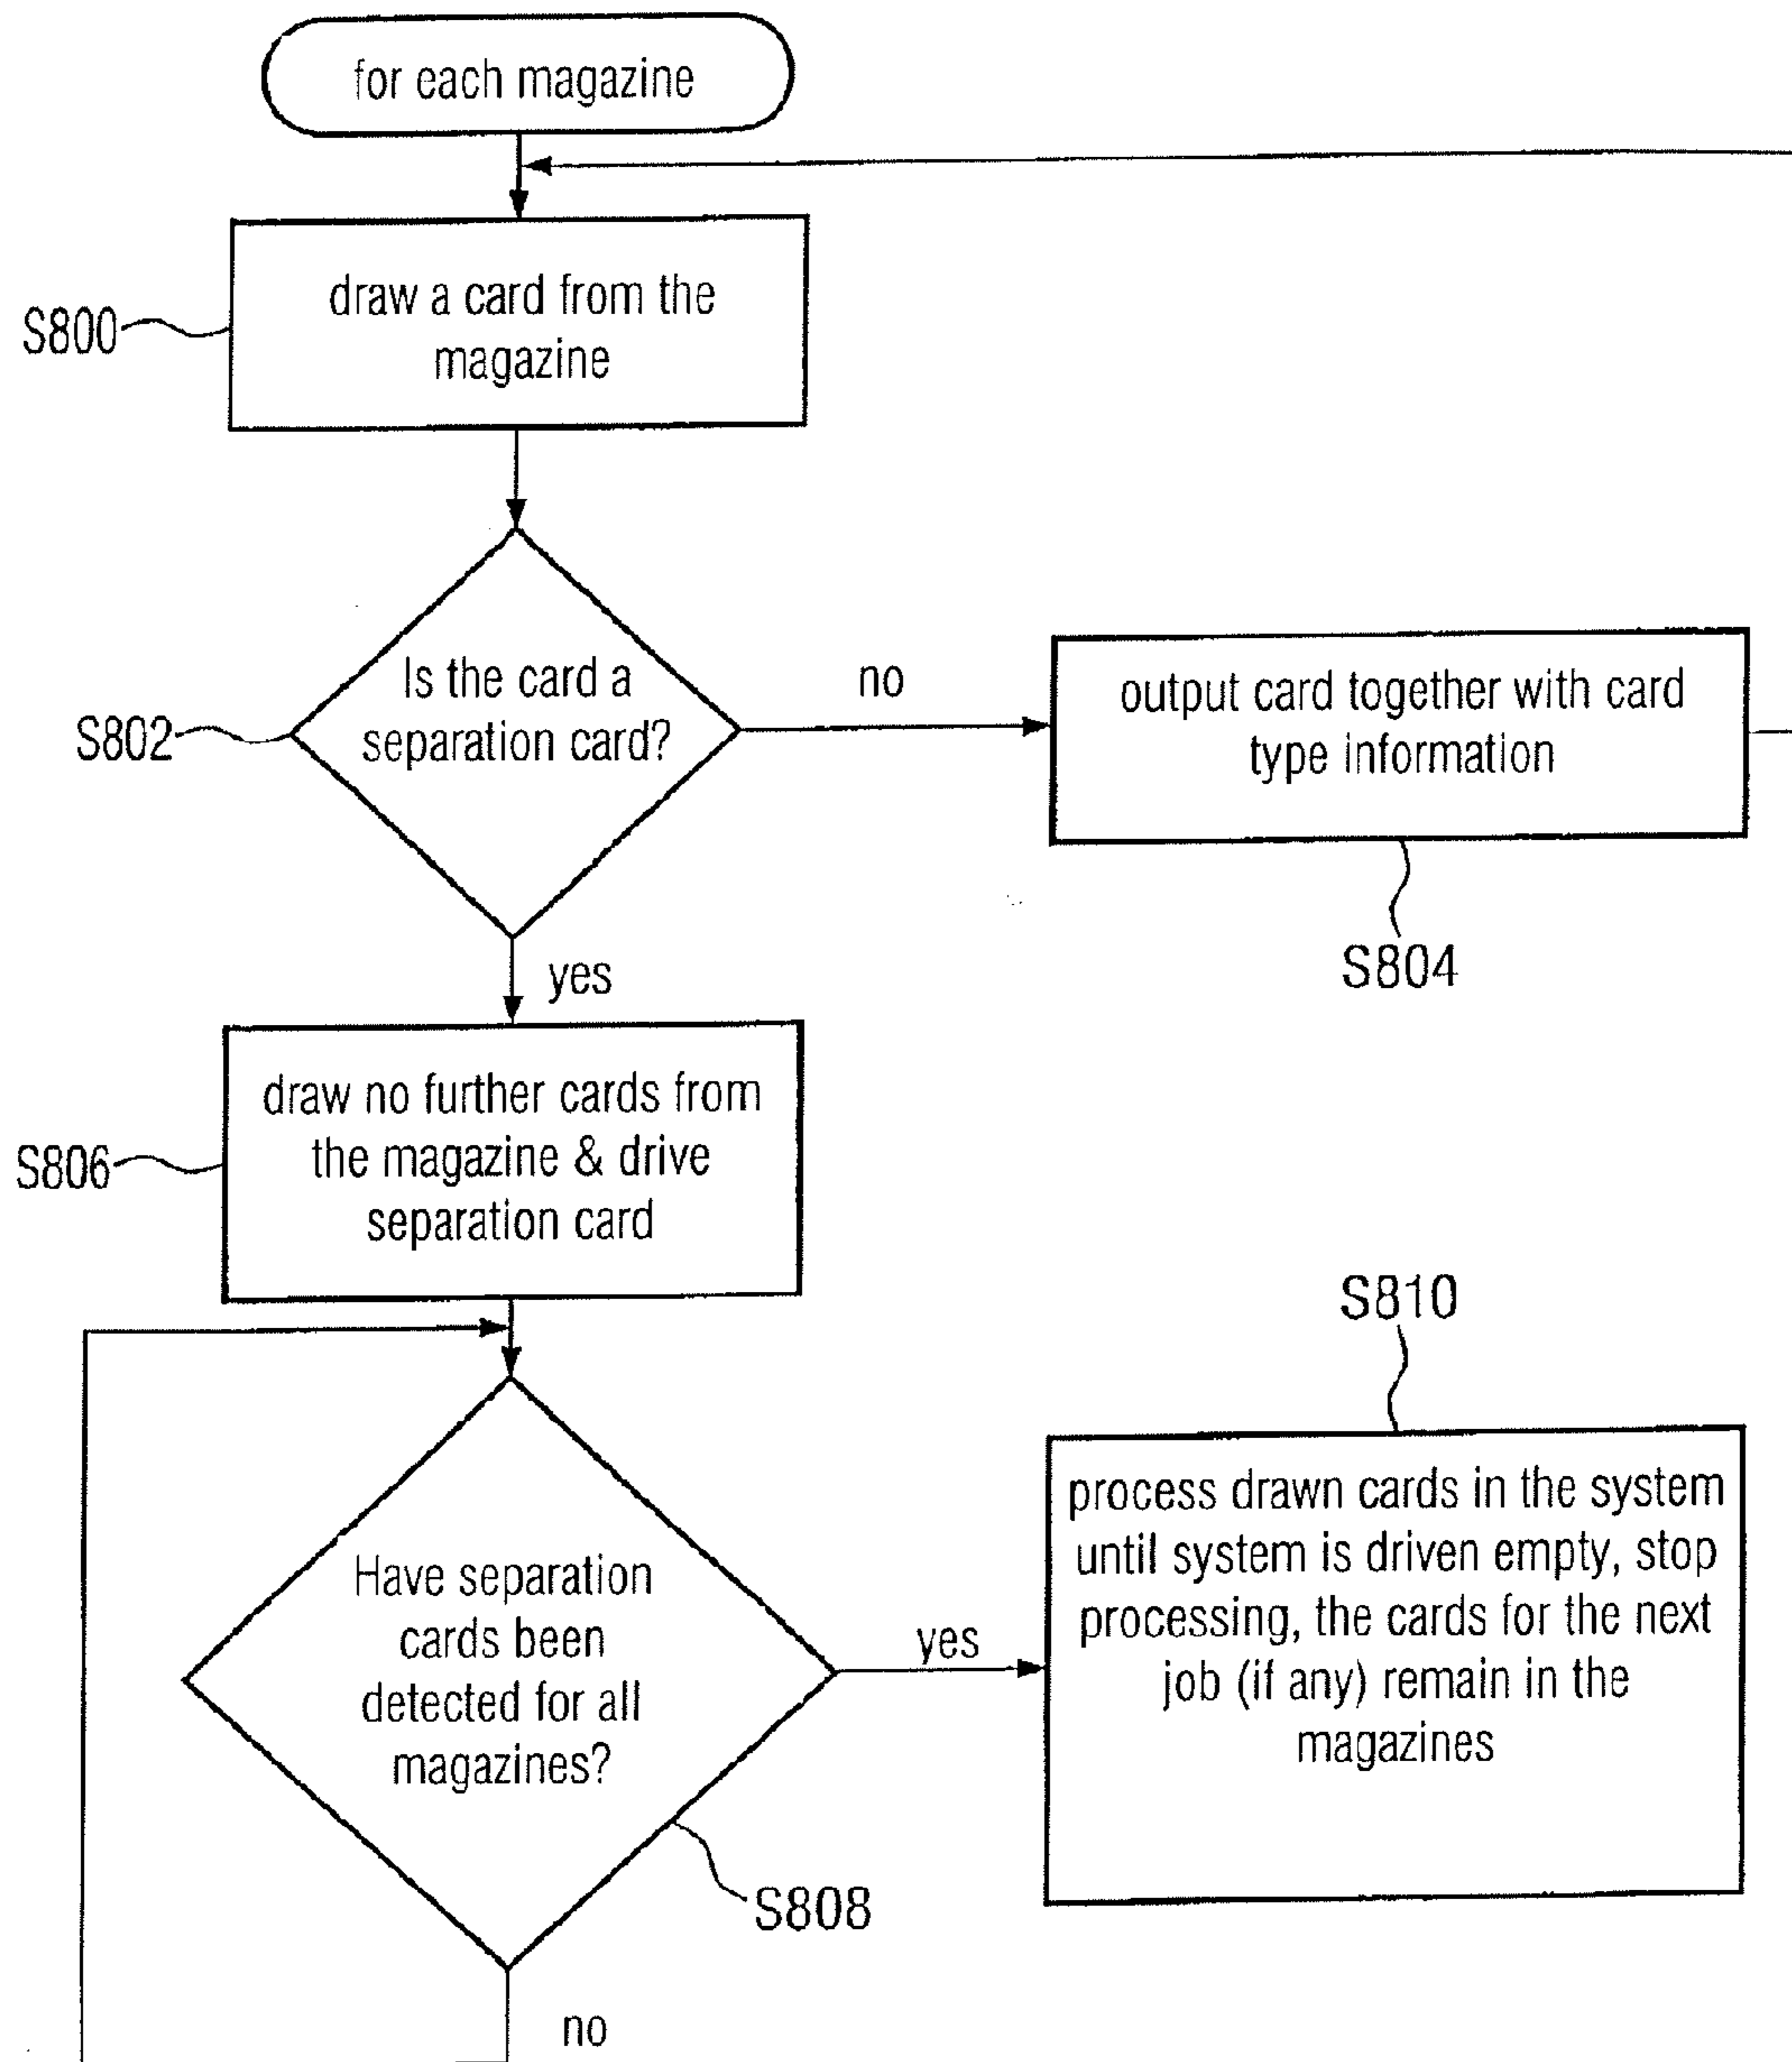 for each magazine
S800
draw a card from the
magazine
S802
Is the card a
separation card?
no
output card together with card
type information
S804
yes
S806
draw no further cards from
the magazine & drive
separation card
S810
Have separation
cards been
detected for all
magazines?
yes
process drawn cards in the system
until system is driven empty, stop
processing, the cards for the next
job (if any) remain in the
magazines
S808
no